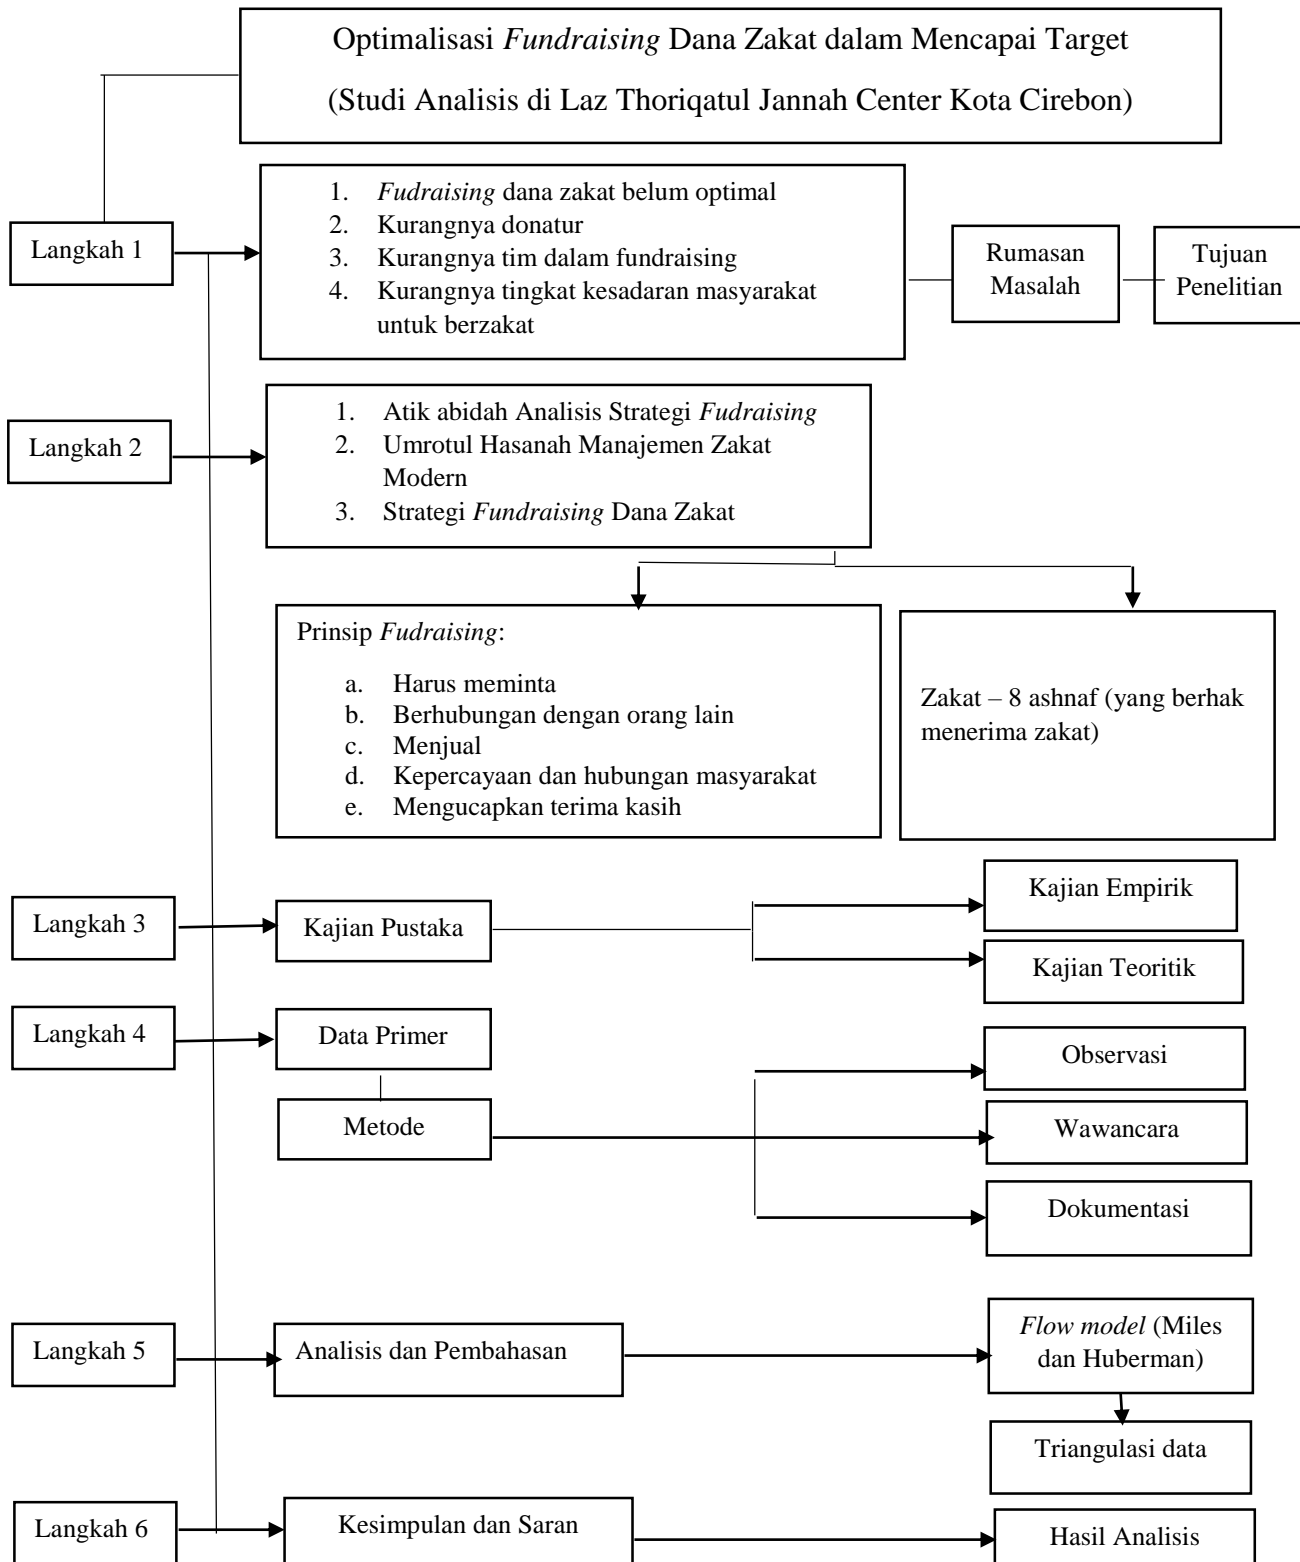 Optimalisasi Fundraising Dana Zakat dalam Mencapai Target
(Studi Analisis di Laz Thoriqatul Jannah Center Kota Cirebon)
Langkah 1
1. Fudraising dana zakat belum optimal
2. Kurangnya donatur
3. Kurangnya tim dalam fundraising
4. Kurangnya tingkat kesadaran masyarakat
untuk berzakat
Rumasan
Masalah
Tujuan
Penelitian
Langkah 2
1. Atik abidah Analisis Strategi Fudraising
2. Umrotul Hasanah Manajemen Zakat
Modern
3. Strategi Fundraising Dana Zakat
Prinsip Fudraising:
a. Harus meminta
b. Berhubungan dengan orang lain
c. Menjual
d. Kepercayaan dan hubungan masyarakat
e. Mengucapkan terima kasih
Zakat – 8 ashnaf (yang berhak
menerima zakat)
Langkah 3
Kajian Pustaka
Kajian Empirik
Kajian Teoritik
Langkah 4
Data Primer
Metode
Observasi
Wawancara
Dokumentasi
Langkah 5
Analisis dan Pembahasan
Flow model (Miles
dan Huberman)
Triangulasi data
Langkah 6
Kesimpulan dan Saran
Hasil Analisis